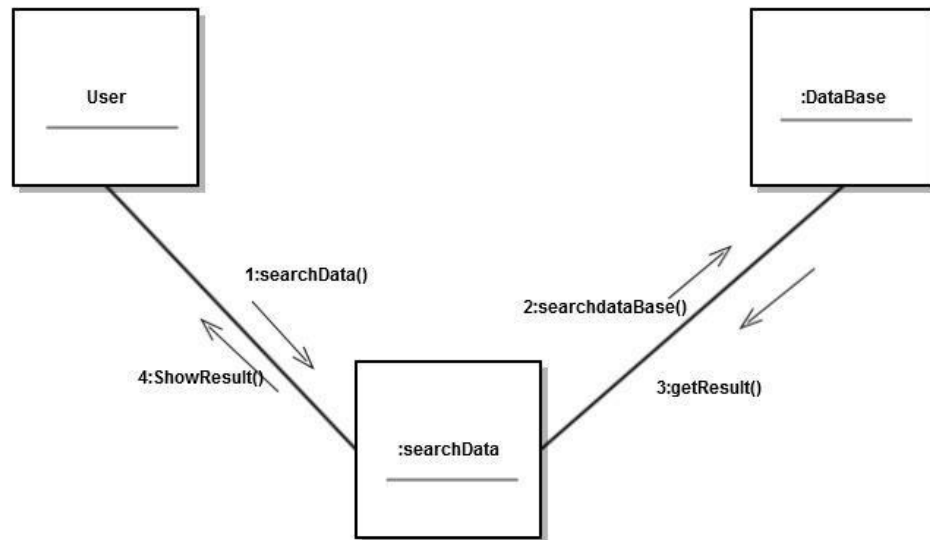 User
:DataBase
1:searchData()
2:searchdataBase()
4:ShowResult()
3:getResult()
:searchData